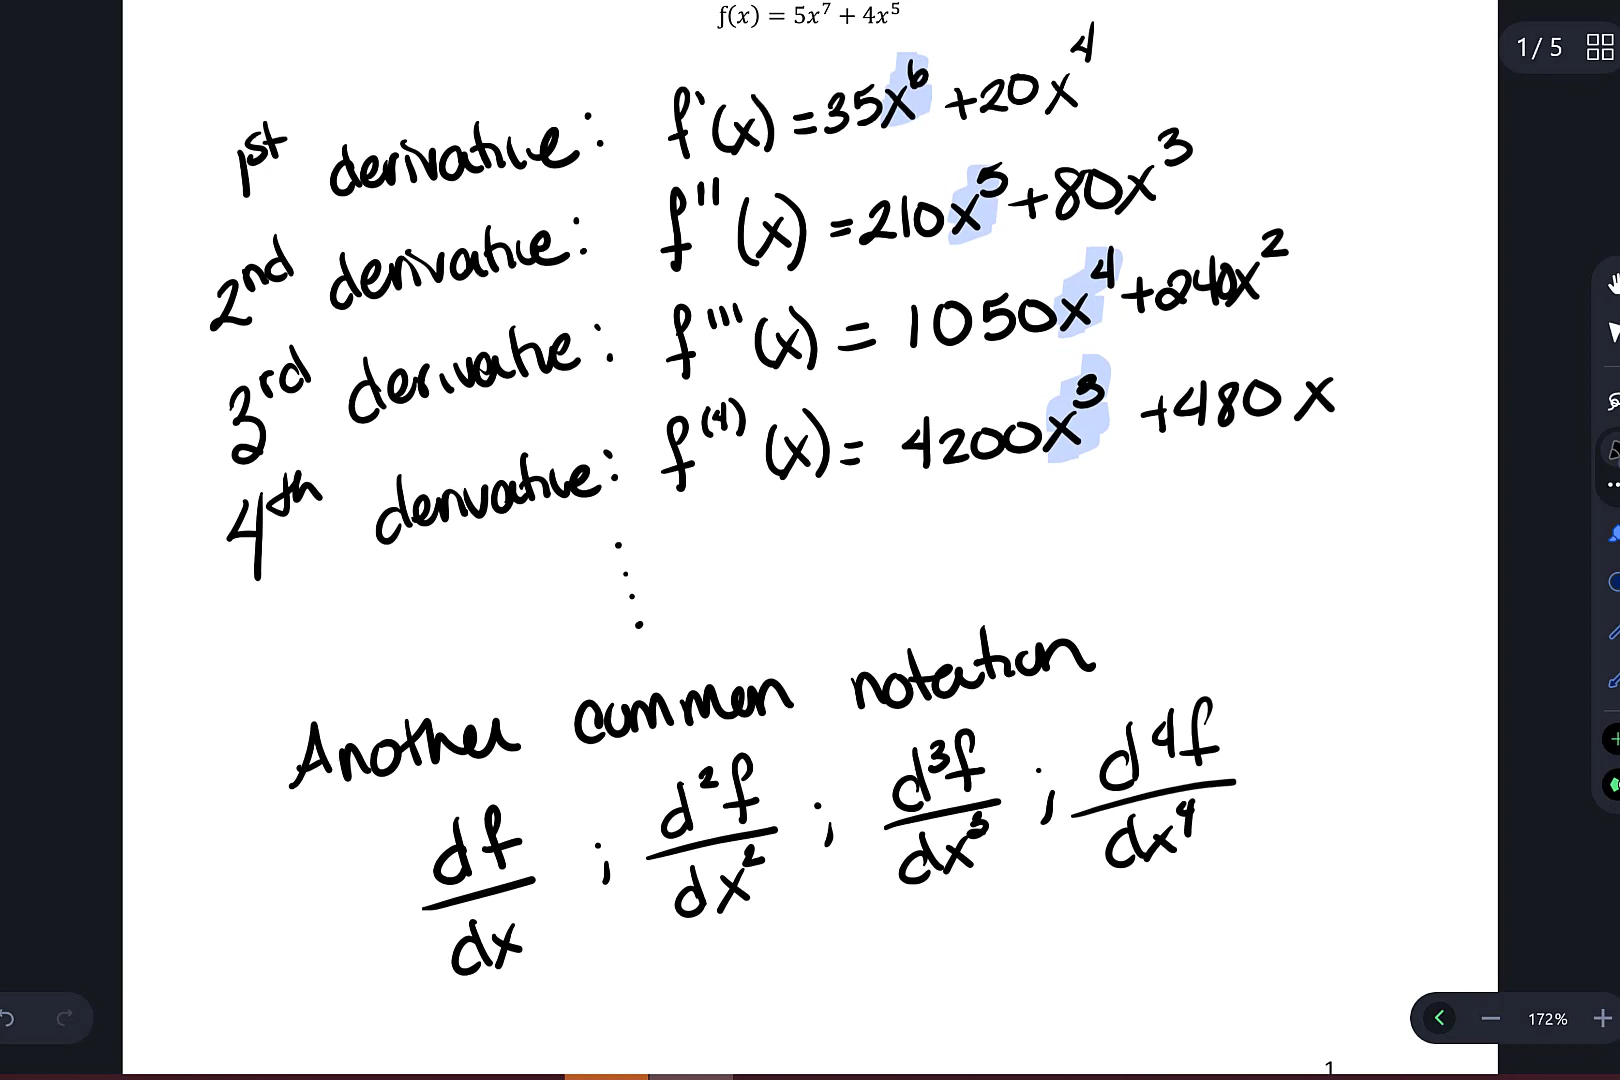 f(x) = 5x⁷ + 4x⁵
1/5
1st derivative: f'(x) = 35x⁶ + 20x⁴
2nd derivative: f''(x) = 210x⁵ + 80x³
3rd derivative: f'''(x) = 1050x⁴ + 240x²
4th derivative: f⁽⁴⁾(x) = 4200x³ + 480x
Another common notation
df/dx ; d²f/dx² ; d³f/dx³ ; d⁴f/dx⁴
172%
1